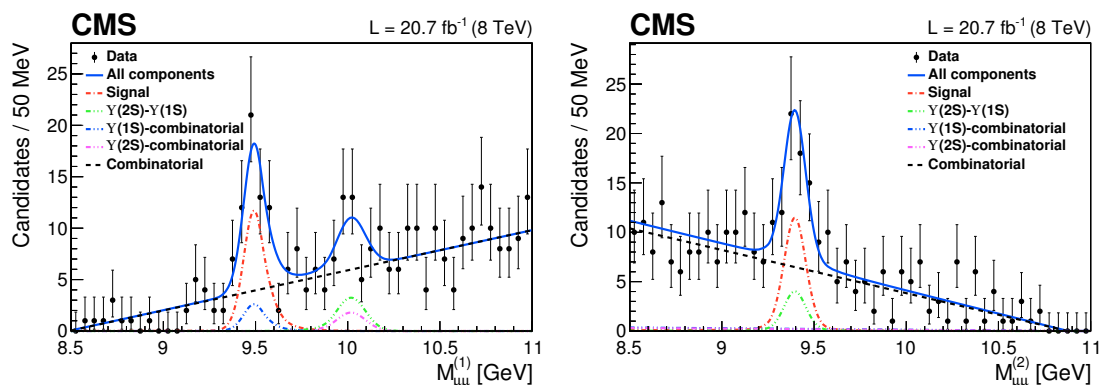 CMS
L = 20.7 fb⁻¹ (8 TeV)
Candidates / 50 MeV
25
20
15
10
5
0
Data
All components
Signal
ϒ(2S)-ϒ(1S)
ϒ(1S)-combinatorial
ϒ(2S)-combinatorial
Combinatorial
8.5 9 9.5 10 10.5 11
M_μμ^(1) [GeV]
CMS
L = 20.7 fb⁻¹ (8 TeV)
Candidates / 50 MeV
25
20
15
10
5
0
Data
All components
Signal
ϒ(2S)-ϒ(1S)
ϒ(1S)-combinatorial
ϒ(2S)-combinatorial
Combinatorial
8.5 9 9.5 10 10.5 11
M_μμ^(2) [GeV]